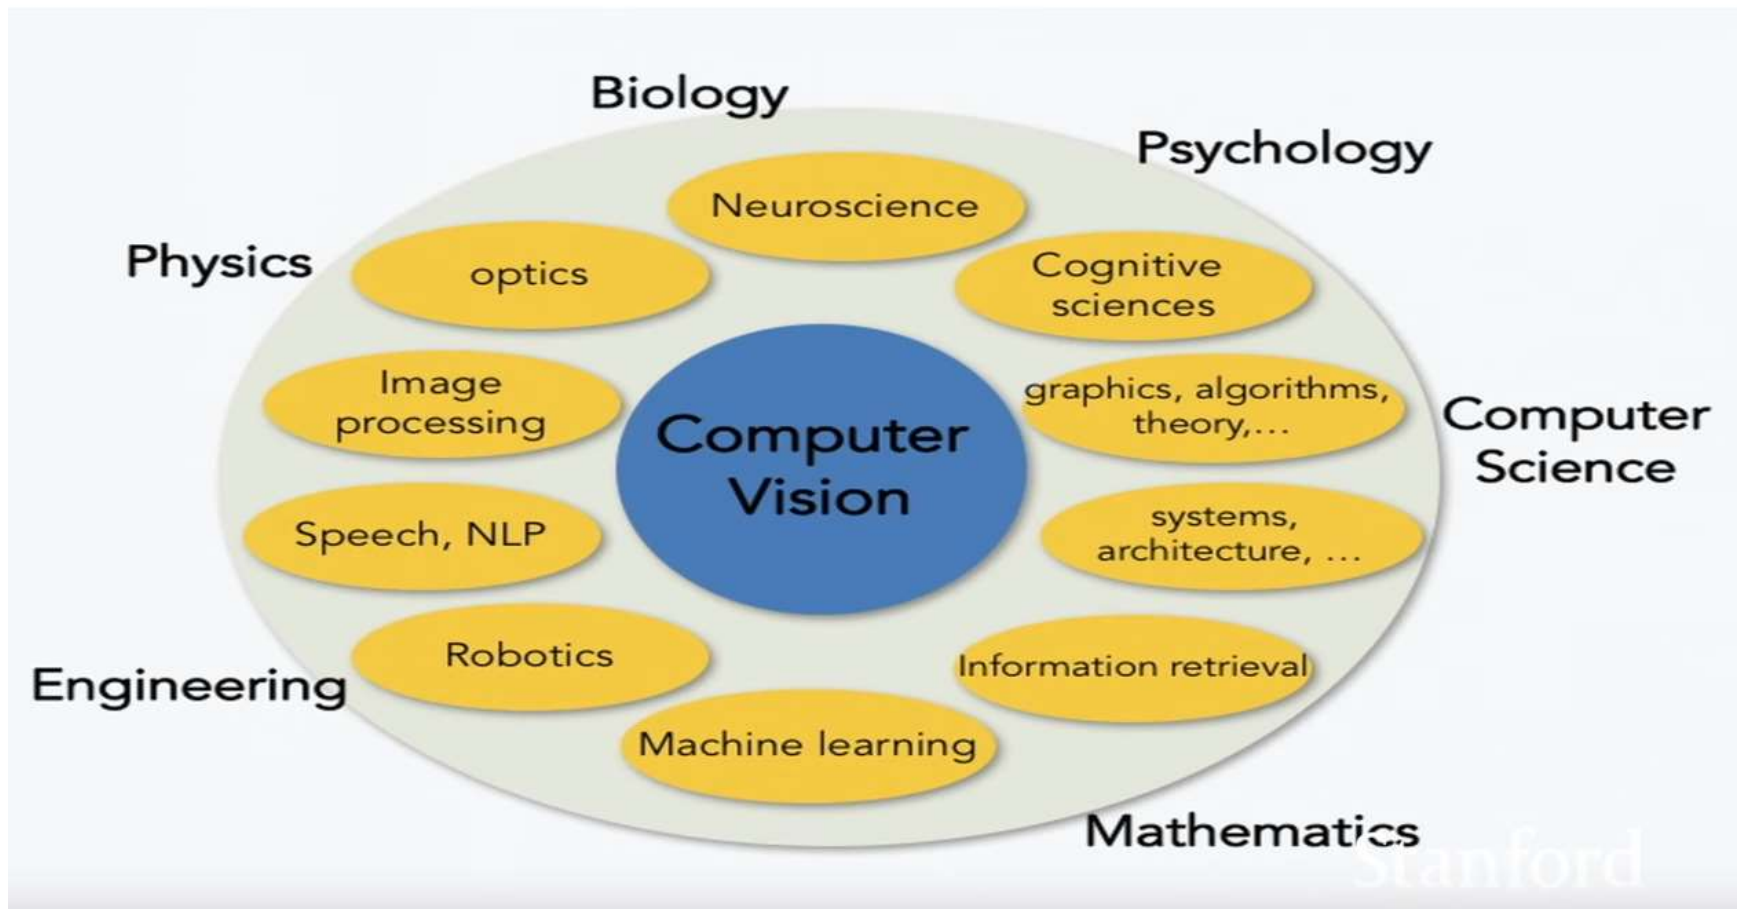 Biology
Psychology
Neuroscience
Physics
optics
Cognitive
sciences
Image
processing
graphics, algorithms,
theory,...
Computer
Vision
Computer
Science
Speech, NLP
systems,
architecture, ...
Robotics
Information retrieval
Engineering
Machine learning
Mathematics
Stanford